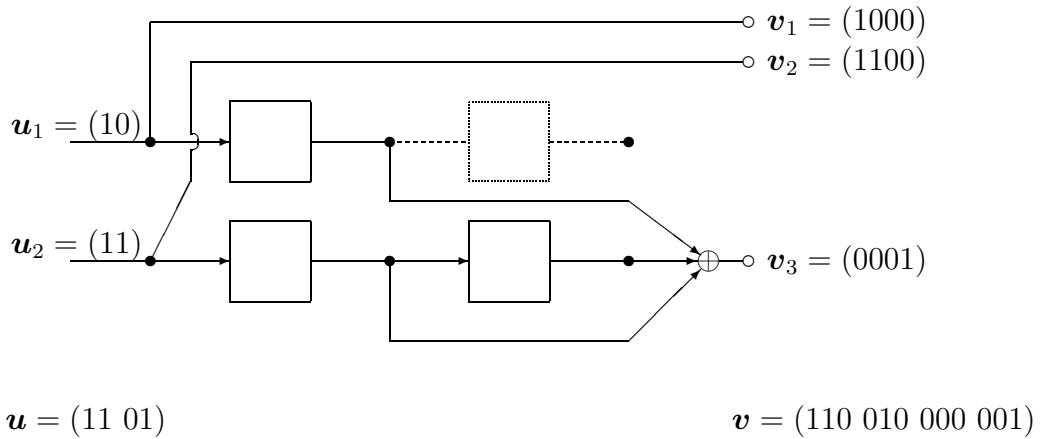 v₁ = (1000)
v₂ = (1100)
u₁ = (10)
u₂ = (11)
v₃ = (0001)
u = (11 01)
v = (110 010 000 001)